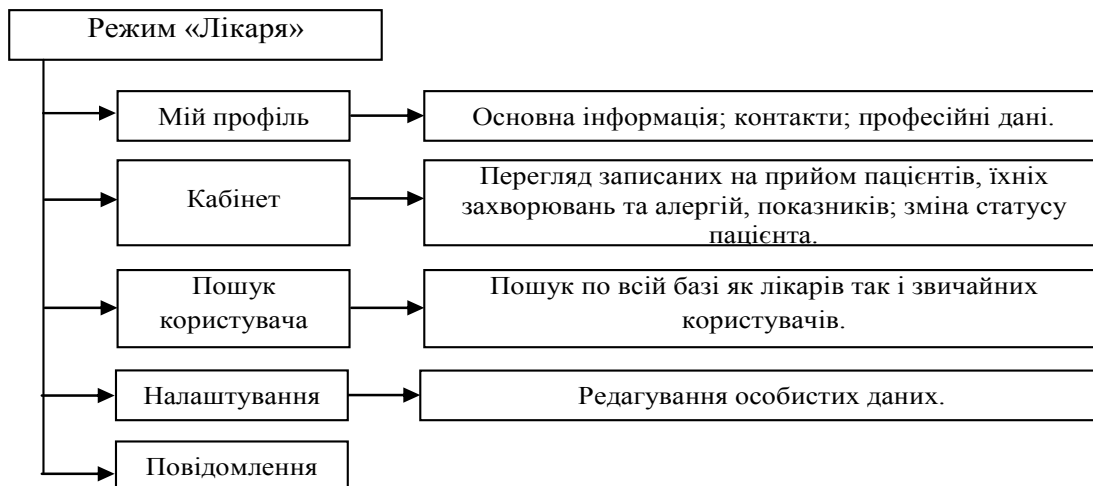 Режим «Лікаря»
Мій профіль
Основна інформація; контакти; професійні дані.
Кабінет
Перегляд записаних на прийом пацієнтів, їхніх
захворювань та алергій, показників; зміна статусу
пацієнта.
Пошук
користувача
Пошук по всій базі як лікарів так і звичайних
користувачів.
Налаштування
Редагування особистих даних.
Повідомлення